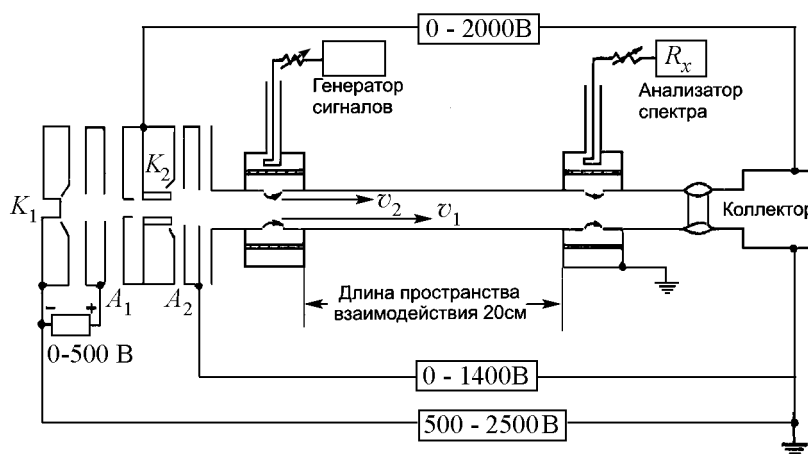 0 - 2000В
Генератор
сигналов
R_x
Анализатор
спектра
K_2
K_1
v_2
v_1
Коллектор
A_1
A_2
- +
0-500 В
Длина пространства
взаимодействия 20см
0 - 1400В
500 - 2500В